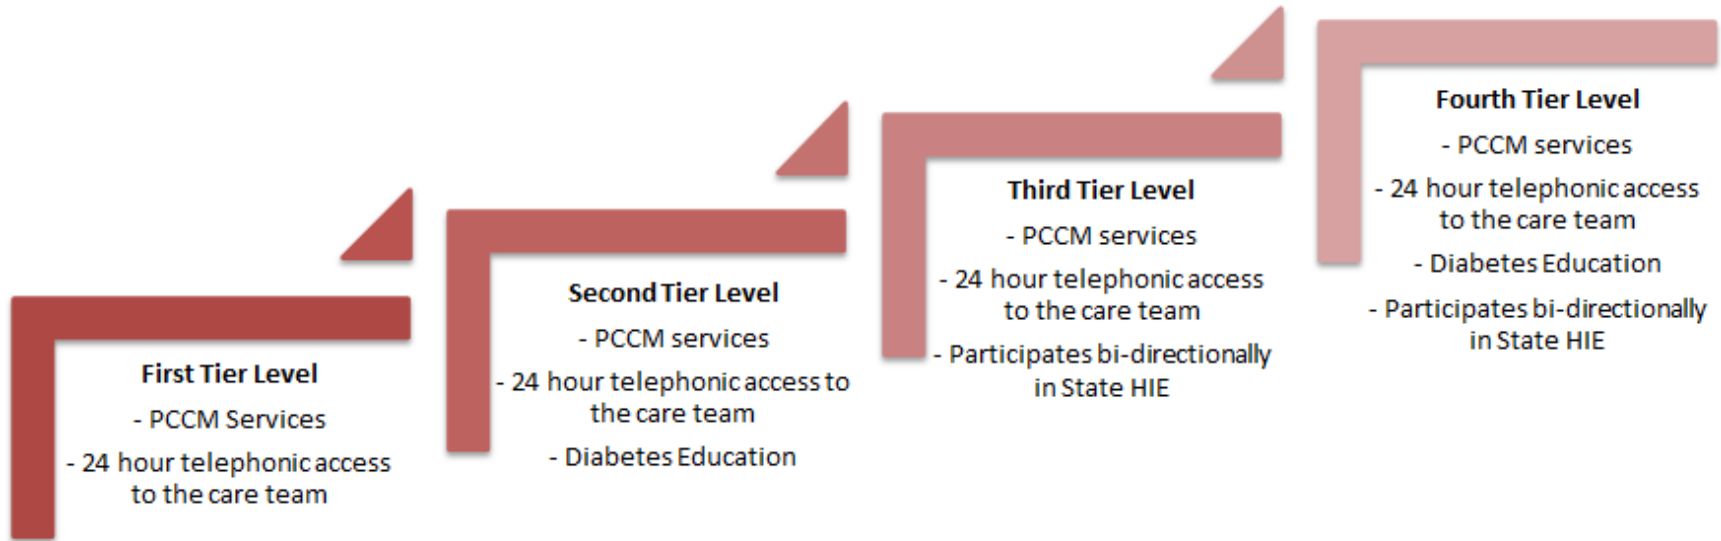 First Tier Level
- PCCM Services
- 24 hour telephonic access
to the care team
Second Tier Level
- PCCM services
- 24 hour telephonic access to
the care team
- Diabetes Education
Third Tier Level
- PCCM services
- 24 hour telephonic access
to the care team
- Participates bi-directionally
in State HIE
Fourth Tier Level
- PCCM services
- 24 hour telephonic access
to the care team
- Diabetes Education
- Participates bi-directionally
in State HIE